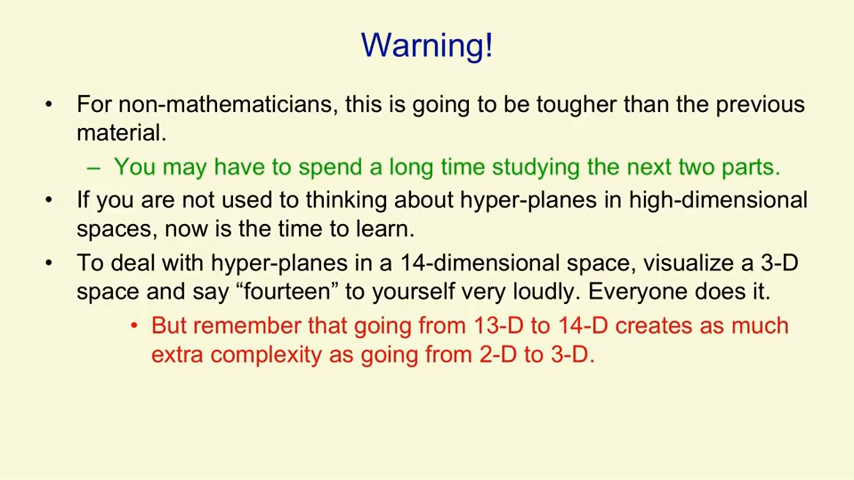 Warning!
• For non-mathematicians, this is going to be tougher than the previous
material.
– You may have to spend a long time studying the next two parts.
• If you are not used to thinking about hyper-planes in high-dimensional
spaces, now is the time to learn.
• To deal with hyper-planes in a 14-dimensional space, visualize a 3-D
space and say “fourteen” to yourself very loudly. Everyone does it.
• But remember that going from 13-D to 14-D creates as much
extra complexity as going from 2-D to 3-D.